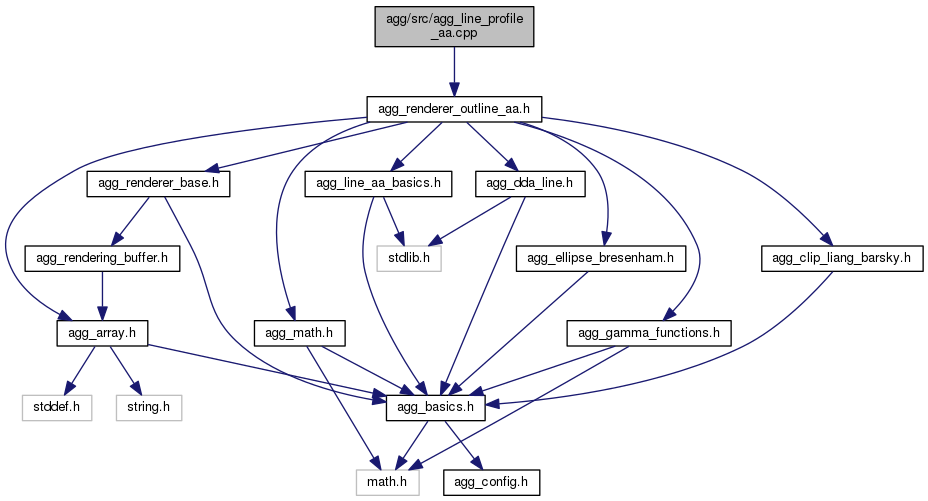 agg/src/agg_line_profile
_aa.cpp
agg_renderer_outline_aa.h
agg_renderer_base.h
agg_line_aa_basics.h
agg_dda_line.h
agg_rendering_buffer.h
stdlib.h
agg_ellipse_bresenham.h
agg_clip_liang_barsky.h
agg_array.h
agg_math.h
agg_gamma_functions.h
stddef.h
string.h
agg_basics.h
math.h
agg_config.h